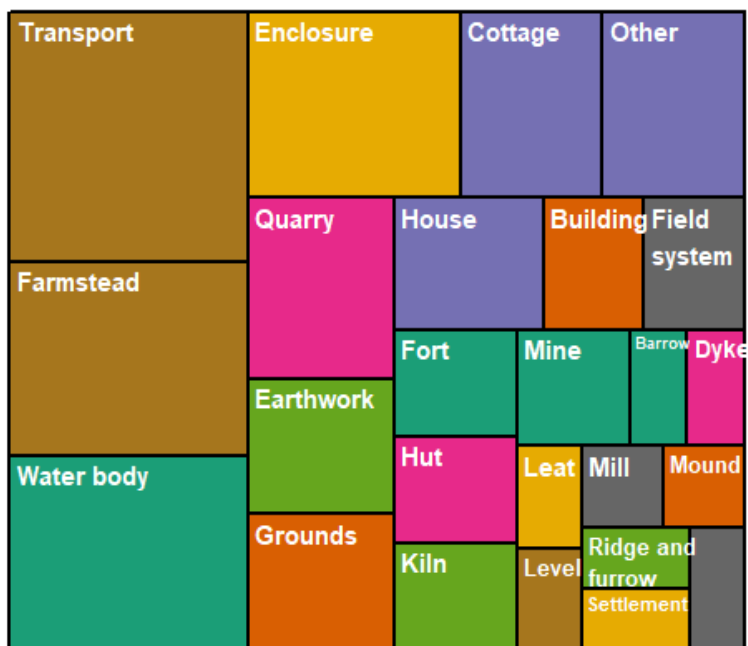 Transport
Enclosure
Cottage
Other
Quarry
House
Building
Field
system
Farmstead
Fort
Mine
Barrow
Dyke
Earthwork
Hut
Leat
Mill
Mound
Water body
Grounds
Kiln
Level
Ridge and
furrow
Settlement